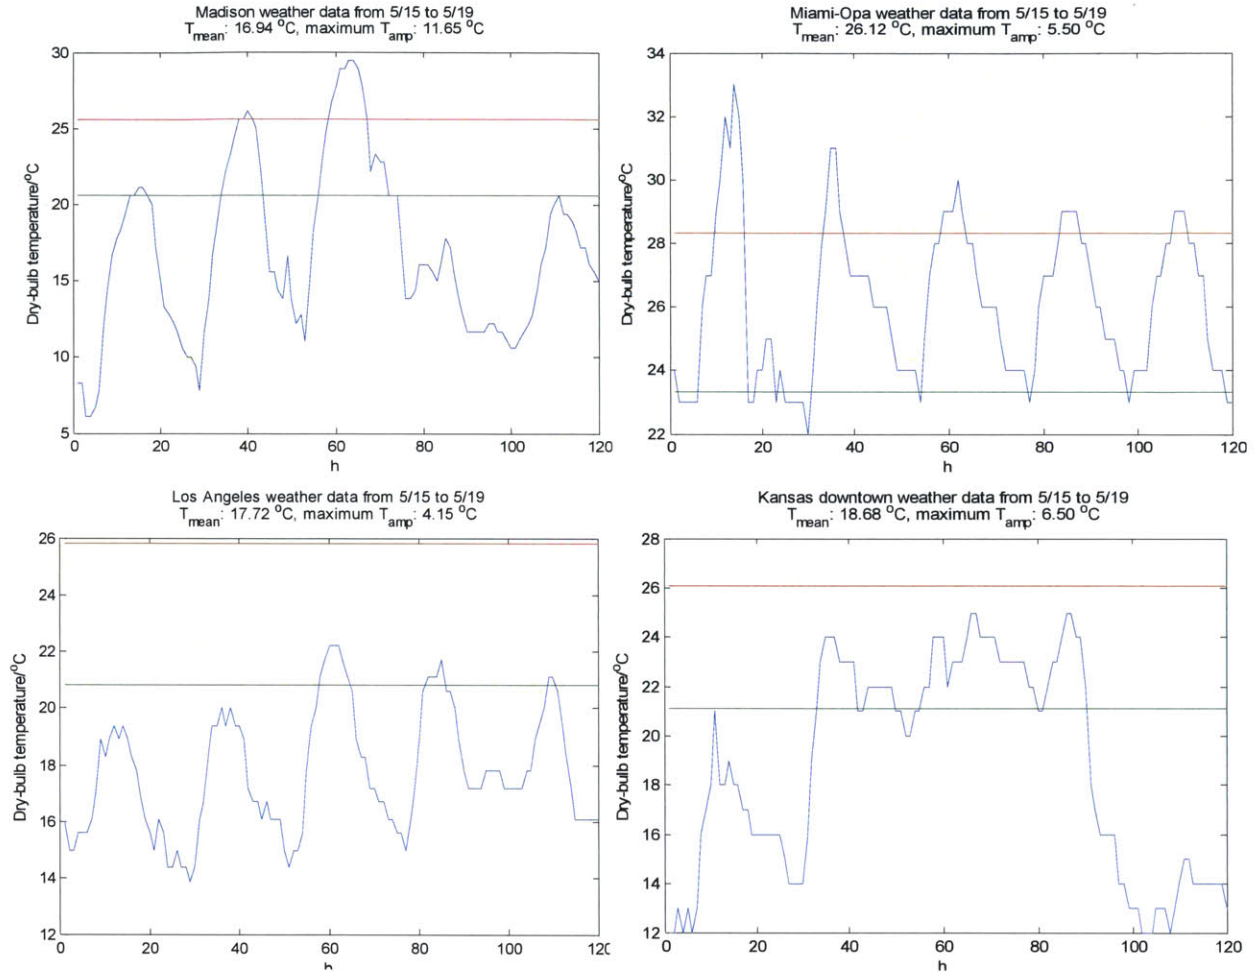 Madison weather data from 5/15 to 5/19
Tmean: 16.94 °C, maximum Tamp: 11.65 °C
30
25
20
15
10
5
0 20 40 60 80 100 120
Dry-bulb temperature/°C
h
Miami-Opa weather data from 5/15 to 5/19
Tmean: 26.12 °C, maximum Tamp: 5.50 °C
34
32
30
28
26
24
22
0 20 40 60 80 100 120
Dry-bulb temperature/°C
h
Los Angeles weather data from 5/15 to 5/19
Tmean: 17.72 °C, maximum Tamp: 4.15 °C
26
24
22
20
18
16
14
12
0 20 40 60 80 100 120
Dry-bulb temperature/°C
h
Kansas downtown weather data from 5/15 to 5/19
Tmean: 18.68 °C, maximum Tamp: 6.50 °C
28
26
24
22
20
18
16
14
12
0 20 40 60 80 100 120
Dry-bulb temperature/°C
h